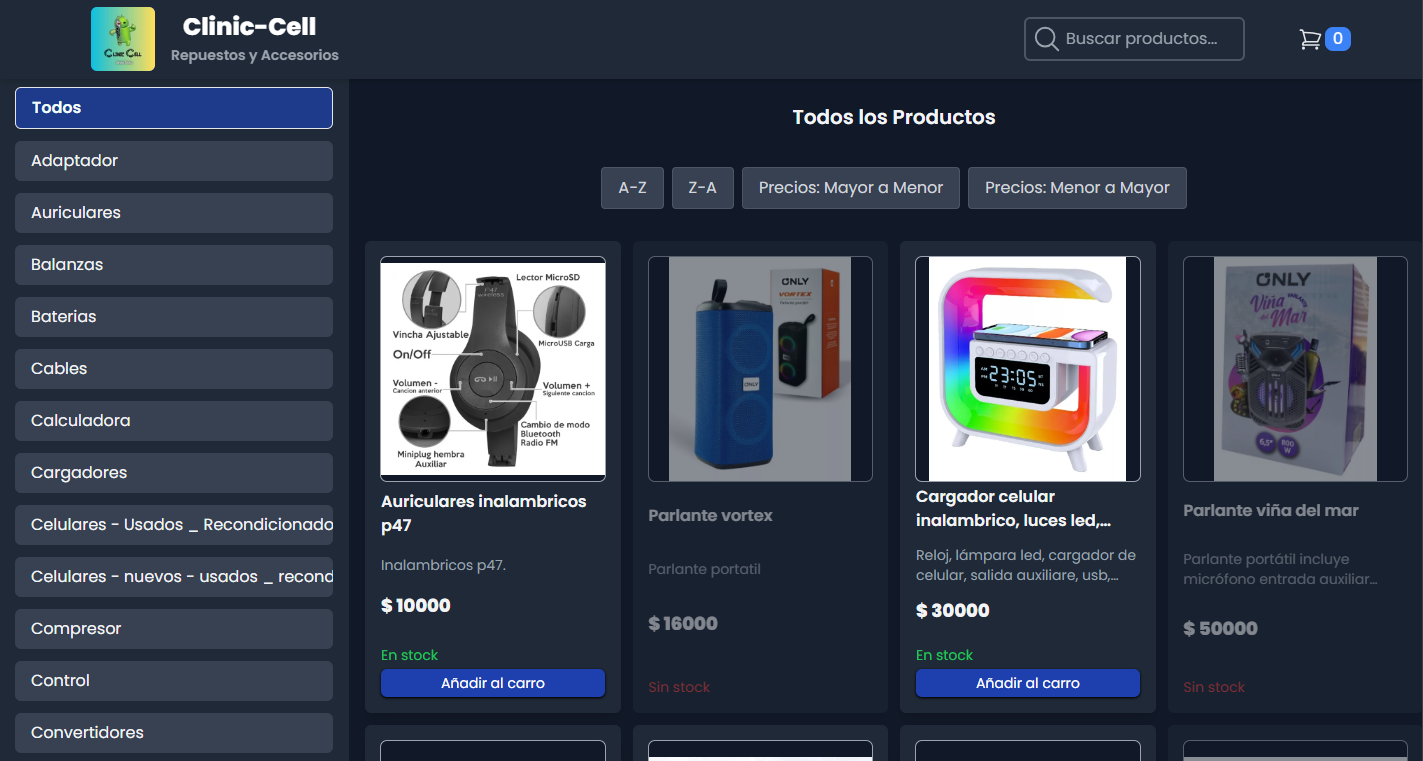 Clinic-Cell
Repuestos y Accesorios
Buscar productos...
0
Todos
Adaptador
Auriculares
Balanzas
Baterias
Cables
Calculadora
Cargadores
Celulares - Usados _ Recondicionado
Celulares - nuevos - usados _ recond
Compresor
Control
Convertidores
Todos los Productos
A-Z
Z-A
Precios: Mayor a Menor
Precios: Menor a Mayor
Lector MicroSD
Vincha Ajustable
MicroUSB Carga
On/Off
Volumen -
Cancion anterior
Volumen +
Siguiente cancion
Cambio de modo
Bluetooth
Radio FM
Miniplug hembra
Auxiliar
Auriculares inalambricos
p47
Inalambricos p47.
$ 10000
En stock
Añadir al carro
ONLY
VORTEX
ONLY
Parlante vortex
Parlante portatil
$ 16000
Sin stock
23:05
Cargador celular
inalambrico, luces led,...
Reloj, lámpara led, cargador de
celular, salida auxiliare, usb,...
$ 30000
En stock
Añadir al carro
ONLY
Viña
del Mar
6,5"
800
W
Parlante viña del mar
Parlante portátil incluye
micrófono entrada auxiliar...
$ 50000
Sin stock